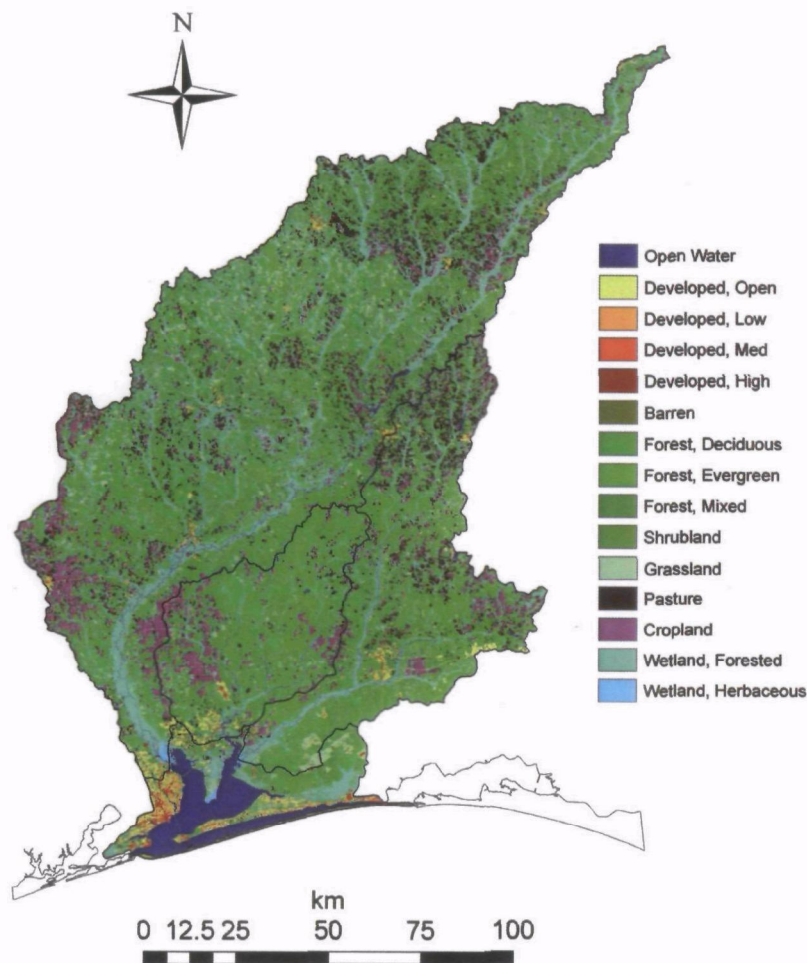 N
Open Water
Developed, Open
Developed, Low
Developed, Med
Developed, High
Barren
Forest, Deciduous
Forest, Evergreen
Forest, Mixed
Shrubland
Grassland
Pasture
Cropland
Wetland, Forested
Wetland, Herbaceous
km
0 12.5 25 50 75 100